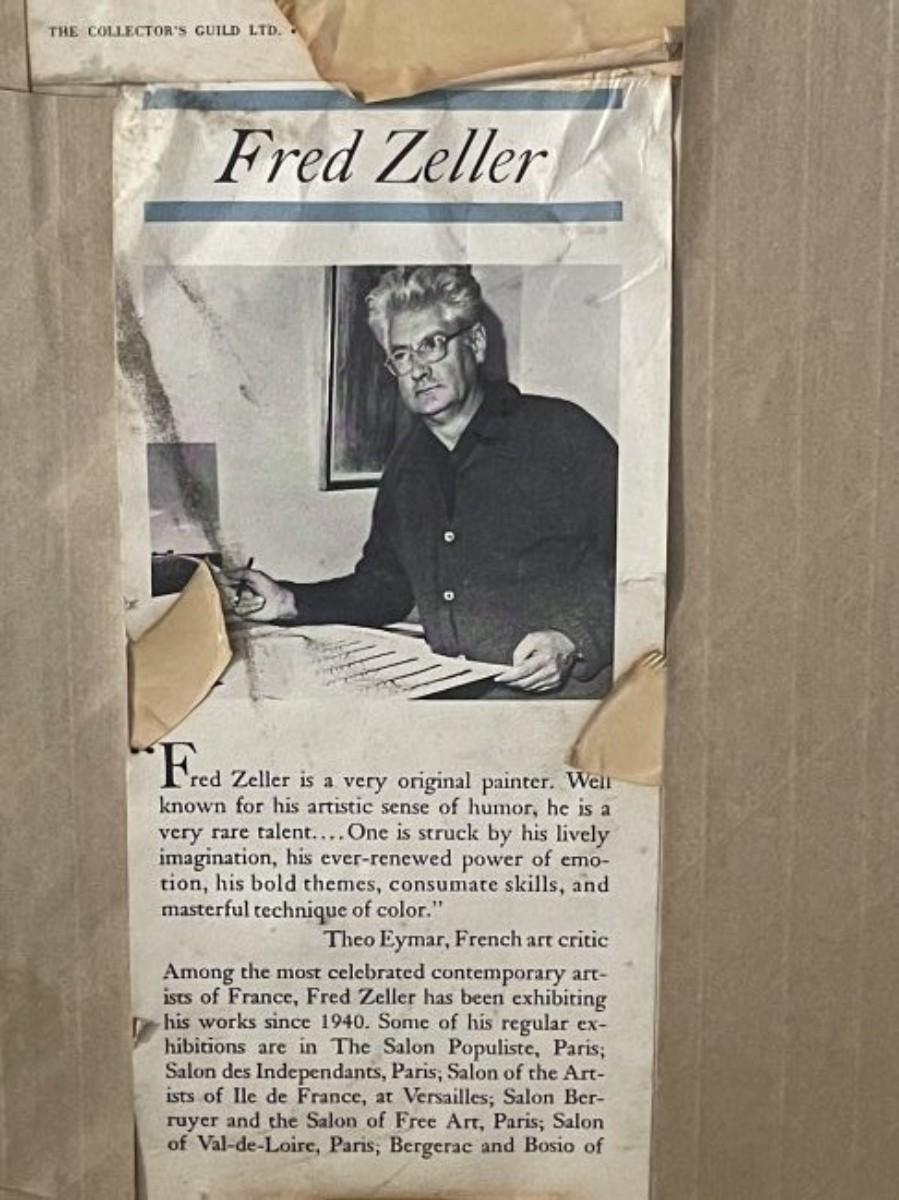 THE COLLECTOR'S GUILD LTD. •
Fred Zeller
"Fred Zeller is a very original painter. Well
known for his artistic sense of humor, he is a
very rare talent....One is struck by his lively
imagination, his ever-renewed power of emo-
tion, his bold themes, consumate skills, and
masterful technique of color."
Theo Eymar, French art critic
Among the most celebrated contemporary art-
ists of France, Fred Zeller has been exhibiting
his works since 1940. Some of his regular ex-
hibitions are in The Salon Populiste, Paris;
Salon des Independants, Paris; Salon of the Art-
ists of Ile de France, at Versailles; Salon Ber-
ruyer and the Salon of Free Art, Paris; Salon
of Val-de-Loire, Paris; Bergerac and Bosio of